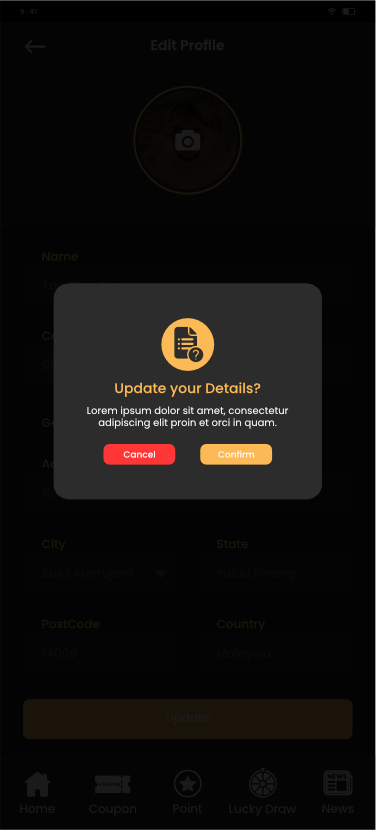 9:41
Edit Profile
Name
Update your Details?
Lorem ipsum dolor sit amet, consectetur
adipiscing elit proin et orci in quam.
Cancel Confirm
City State
Bukit Mertajam Pulau Pinang
PostCode Country
14000 Malaysia
Update
NEWS
Home Coupon Point Lucky Draw News